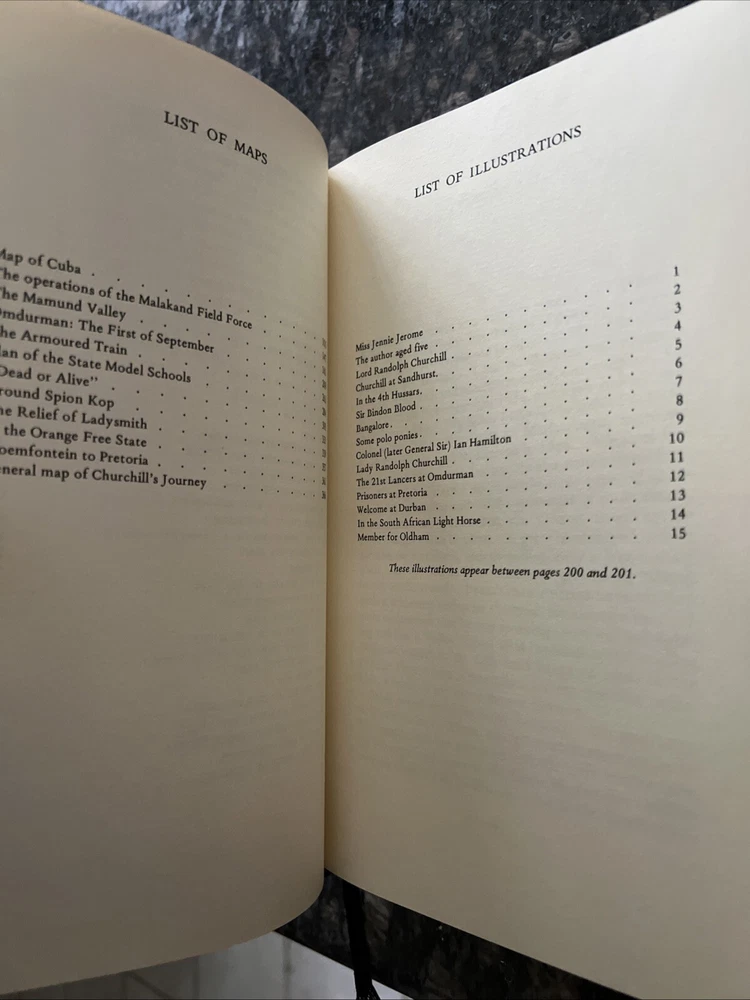 LIST OF MAPS
Map of Cuba
The operations of the Malakand Field Force
The Mamund Valley
Omdurman: The First of September
The Armoured Train
Plan of the State Model Schools
Dead or Alive”
Around Spion Kop
The Relief of Ladysmith
the Orange Free State
Bloemfontein to Pretoria
General map of Churchill's Journey
LIST OF ILLUSTRATIONS
Miss Jennie Jerome 1
The author aged five 2
Lord Randolph Churchill 3
Churchill at Sandhurst. 4
In the 4th Hussars. 5
Sir Bindon Blood 6
Bangalore. 7
Some polo ponies. 8
Colonel (later General Sir) Ian Hamilton 9
Lady Randolph Churchill 10
The 21st Lancers at Omdurman 11
Prisoners at Pretoria 12
Welcome at Durban 13
In the South African Light Horse 14
Member for Oldham 15
These illustrations appear between pages 200 and 201.